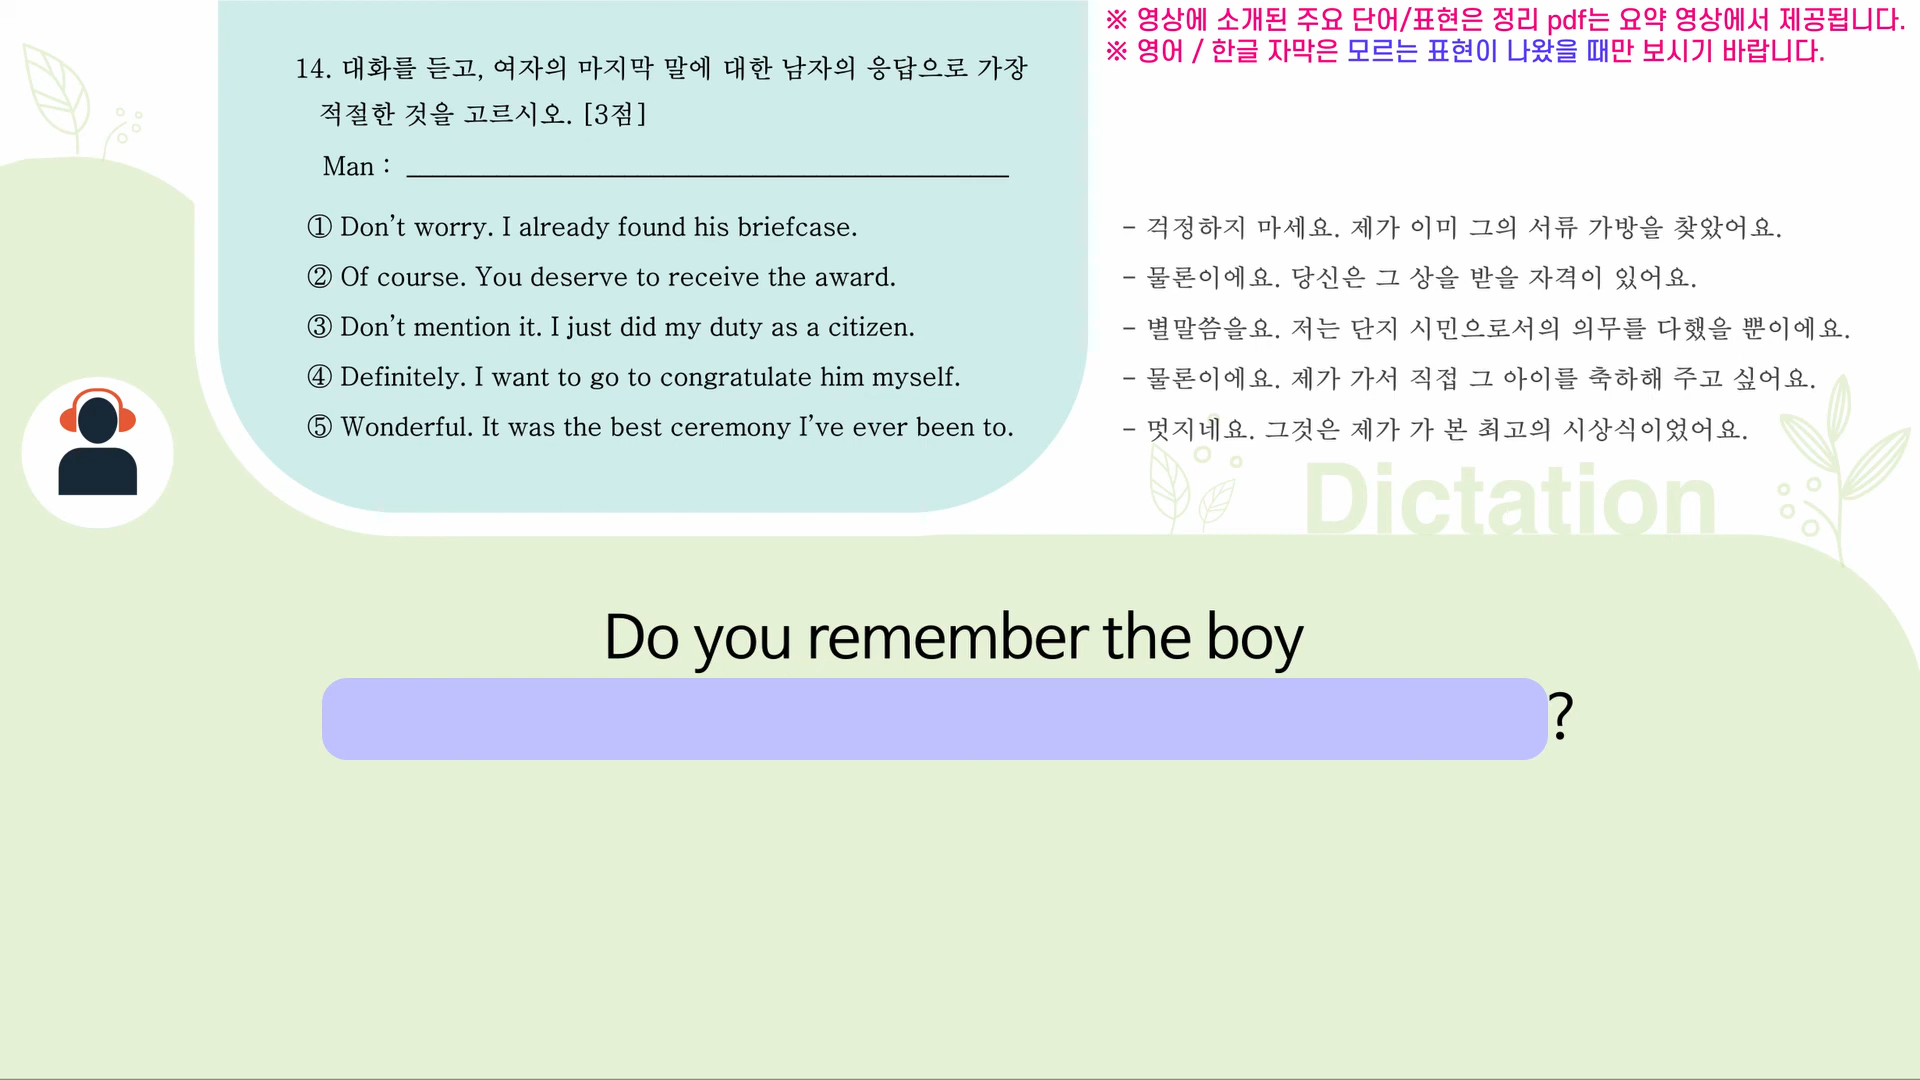 ※ 영상에 소개된 주요 단어/표현은 정리 pdf는 요약 영상에서 제공됩니다.
※ 영어 / 한글 자막은 모르는 표현이 나왔을 때만 보시기 바랍니다.
14. 대화를 듣고, 여자의 마지막 말에 대한 남자의 응답으로 가장
적절한 것을 고르시오. [3점]
Man : ______________________________
① Don't worry. I already found his briefcase.
② Of course. You deserve to receive the award.
③ Don't mention it. I just did my duty as a citizen.
④ Definitely. I want to go to congratulate him myself.
⑤ Wonderful. It was the best ceremony I've ever been to.
- 걱정하지 마세요. 제가 이미 그의 서류 가방을 찾았어요.
- 물론이에요. 당신은 그 상을 받을 자격이 있어요.
- 별말씀을요. 저는 단지 시민으로서의 의무를 다했을 뿐이에요.
- 물론이에요. 제가 가서 직접 그 아이를 축하해 주고 싶어요.
- 멋지네요. 그것은 제가 가 본 최고의 시상식이었어요.
Dictation
Do you remember the boy
?